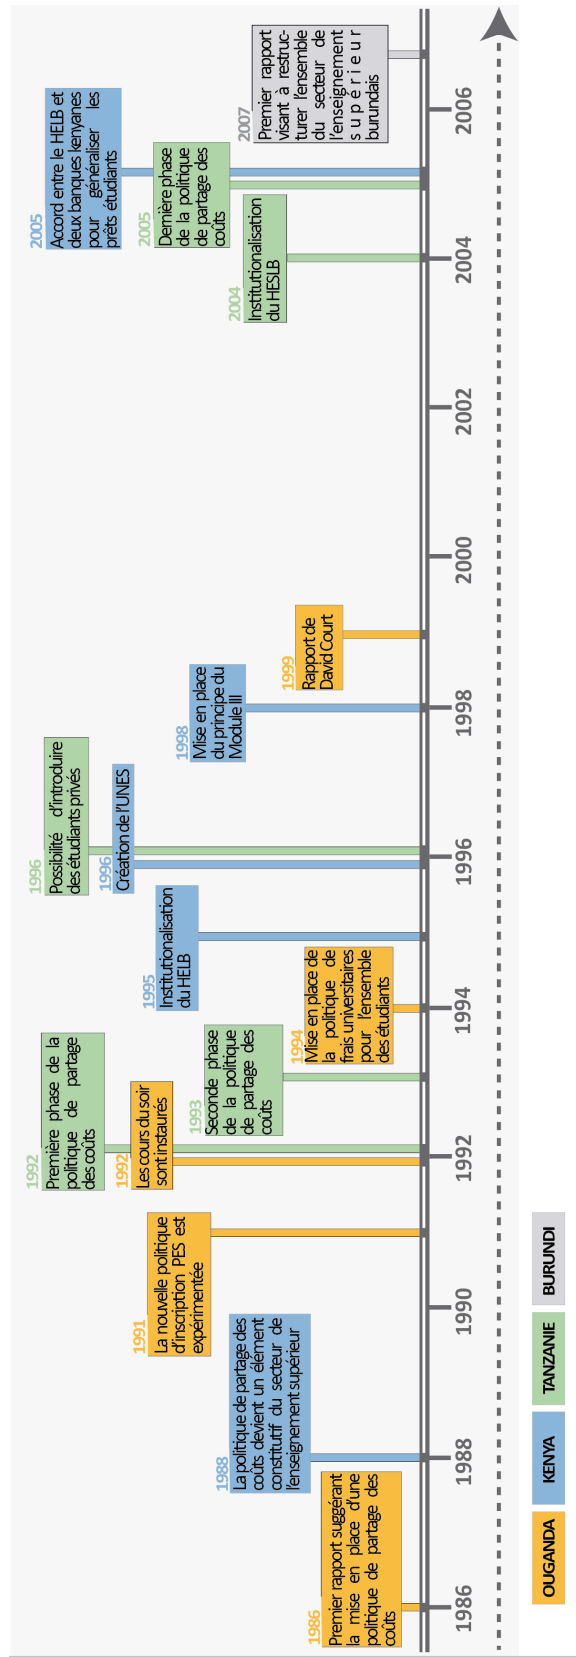 1986
Premier rapport suggérant
la mise en place d'une
politique de partage des
coûts
1988
La politique de partage des
coûts devient un élément
constitutif du secteur de
l'enseignement supérieur
1991
La nouvelle politique
d'inscription PES est
expérimentée
1992
Première phase de la
politique de partage
des coûts
1992
Les cours du soir
sont instaurés
1993
Seconde phase
de la politique
de partage des
coûts
1994
Mise en place de
la politique de
frais universitaires
pour l'ensemble
des étudiants
1995
Institutionalisation
du HELB
1996
Possibilité d'introduire
des étudiants privés
1996
Création de l'UNES
1998
Mise en place
du principe du
Module III
1999
Rapport de
David Court
2004
Institutionalisation
du HESLB
2005
Accord entre le HELB et
deux banques kenyanes
pour généraliser les
prêts étudiants
2005
Dernière phase
de la politique
de partage des
coûts
2007
Premier rapport
visant à restruc-
turer l'ensemble
du secteur de
l'enseignement
supérieur
burundais
1986 1988 1990 1992 1994 1996 1998 2000 2002 2004 2006
OUGANDA KENYA TANZANIE BURUNDI